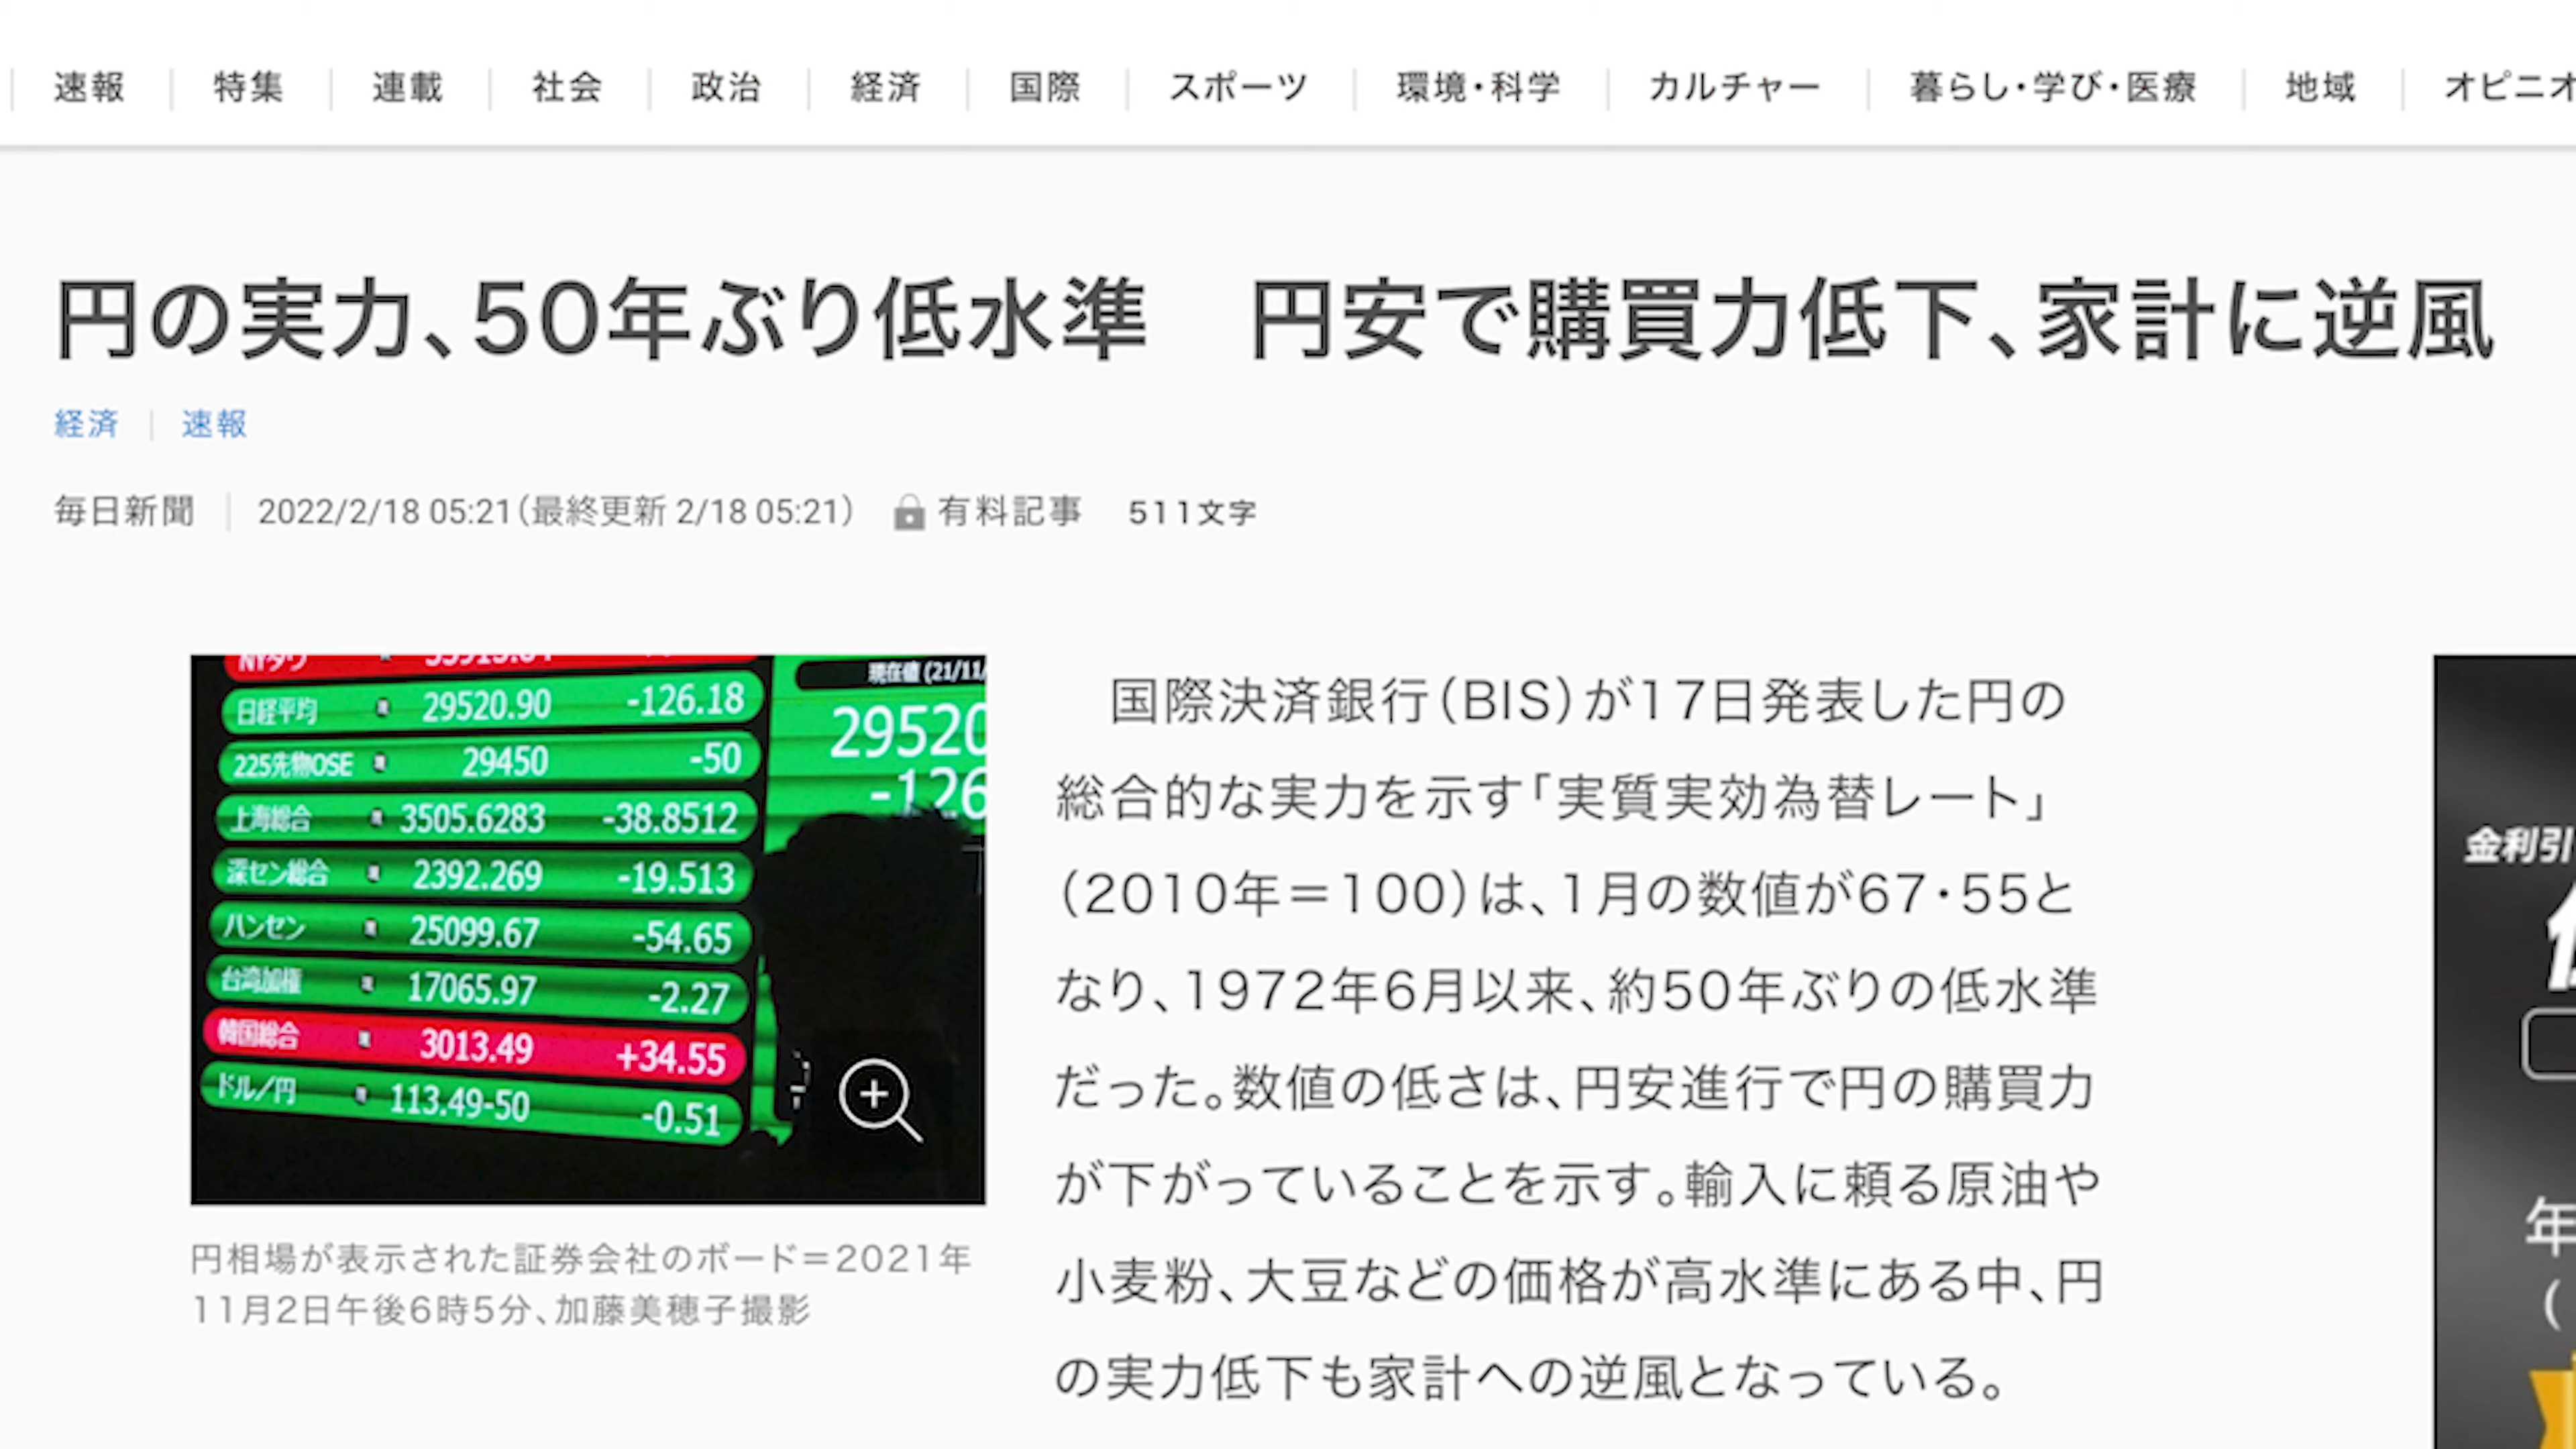 速報 特集 連載 社会 政治 経済 国際 スポーツ 環境・科学 カルチャー 暮らし・学び・医療 地域 オピニオ
円の実力、50年ぶり低水準　円安で購買力低下、家計に逆風
経済 速報
毎日新聞 2022/2/18 05:21（最終更新 2/18 05:21） 有料記事 511文字
NYダウ
日経平均 29520.90 -126.18
225先物OSE 29450 -50
上海総合 3505.6283 -38.8512
深セン総合 2392.269 -19.513
ハンセン 25099.67 -54.65
台湾加権 17065.97 -2.27
韓国総合 3013.49 +34.55
ドル/円 113.49-50 -0.51
現在値(21/11/
29520
-126
円相場が表示された証券会社のボード＝2021年
11月2日午後6時5分、加藤美穂子撮影
国際決済銀行（BIS）が17日発表した円の
総合的な実力を示す「実質実効為替レート」
（2010年＝100）は、1月の数値が67・55と
なり、1972年6月以来、約50年ぶりの低水準
だった。数値の低さは、円安進行で円の購買力
が下がっていることを示す。輸入に頼る原油や
小麦粉、大豆などの価格が高水準にある中、円
の実力低下も家計への逆風となっている。
金利引
年
（